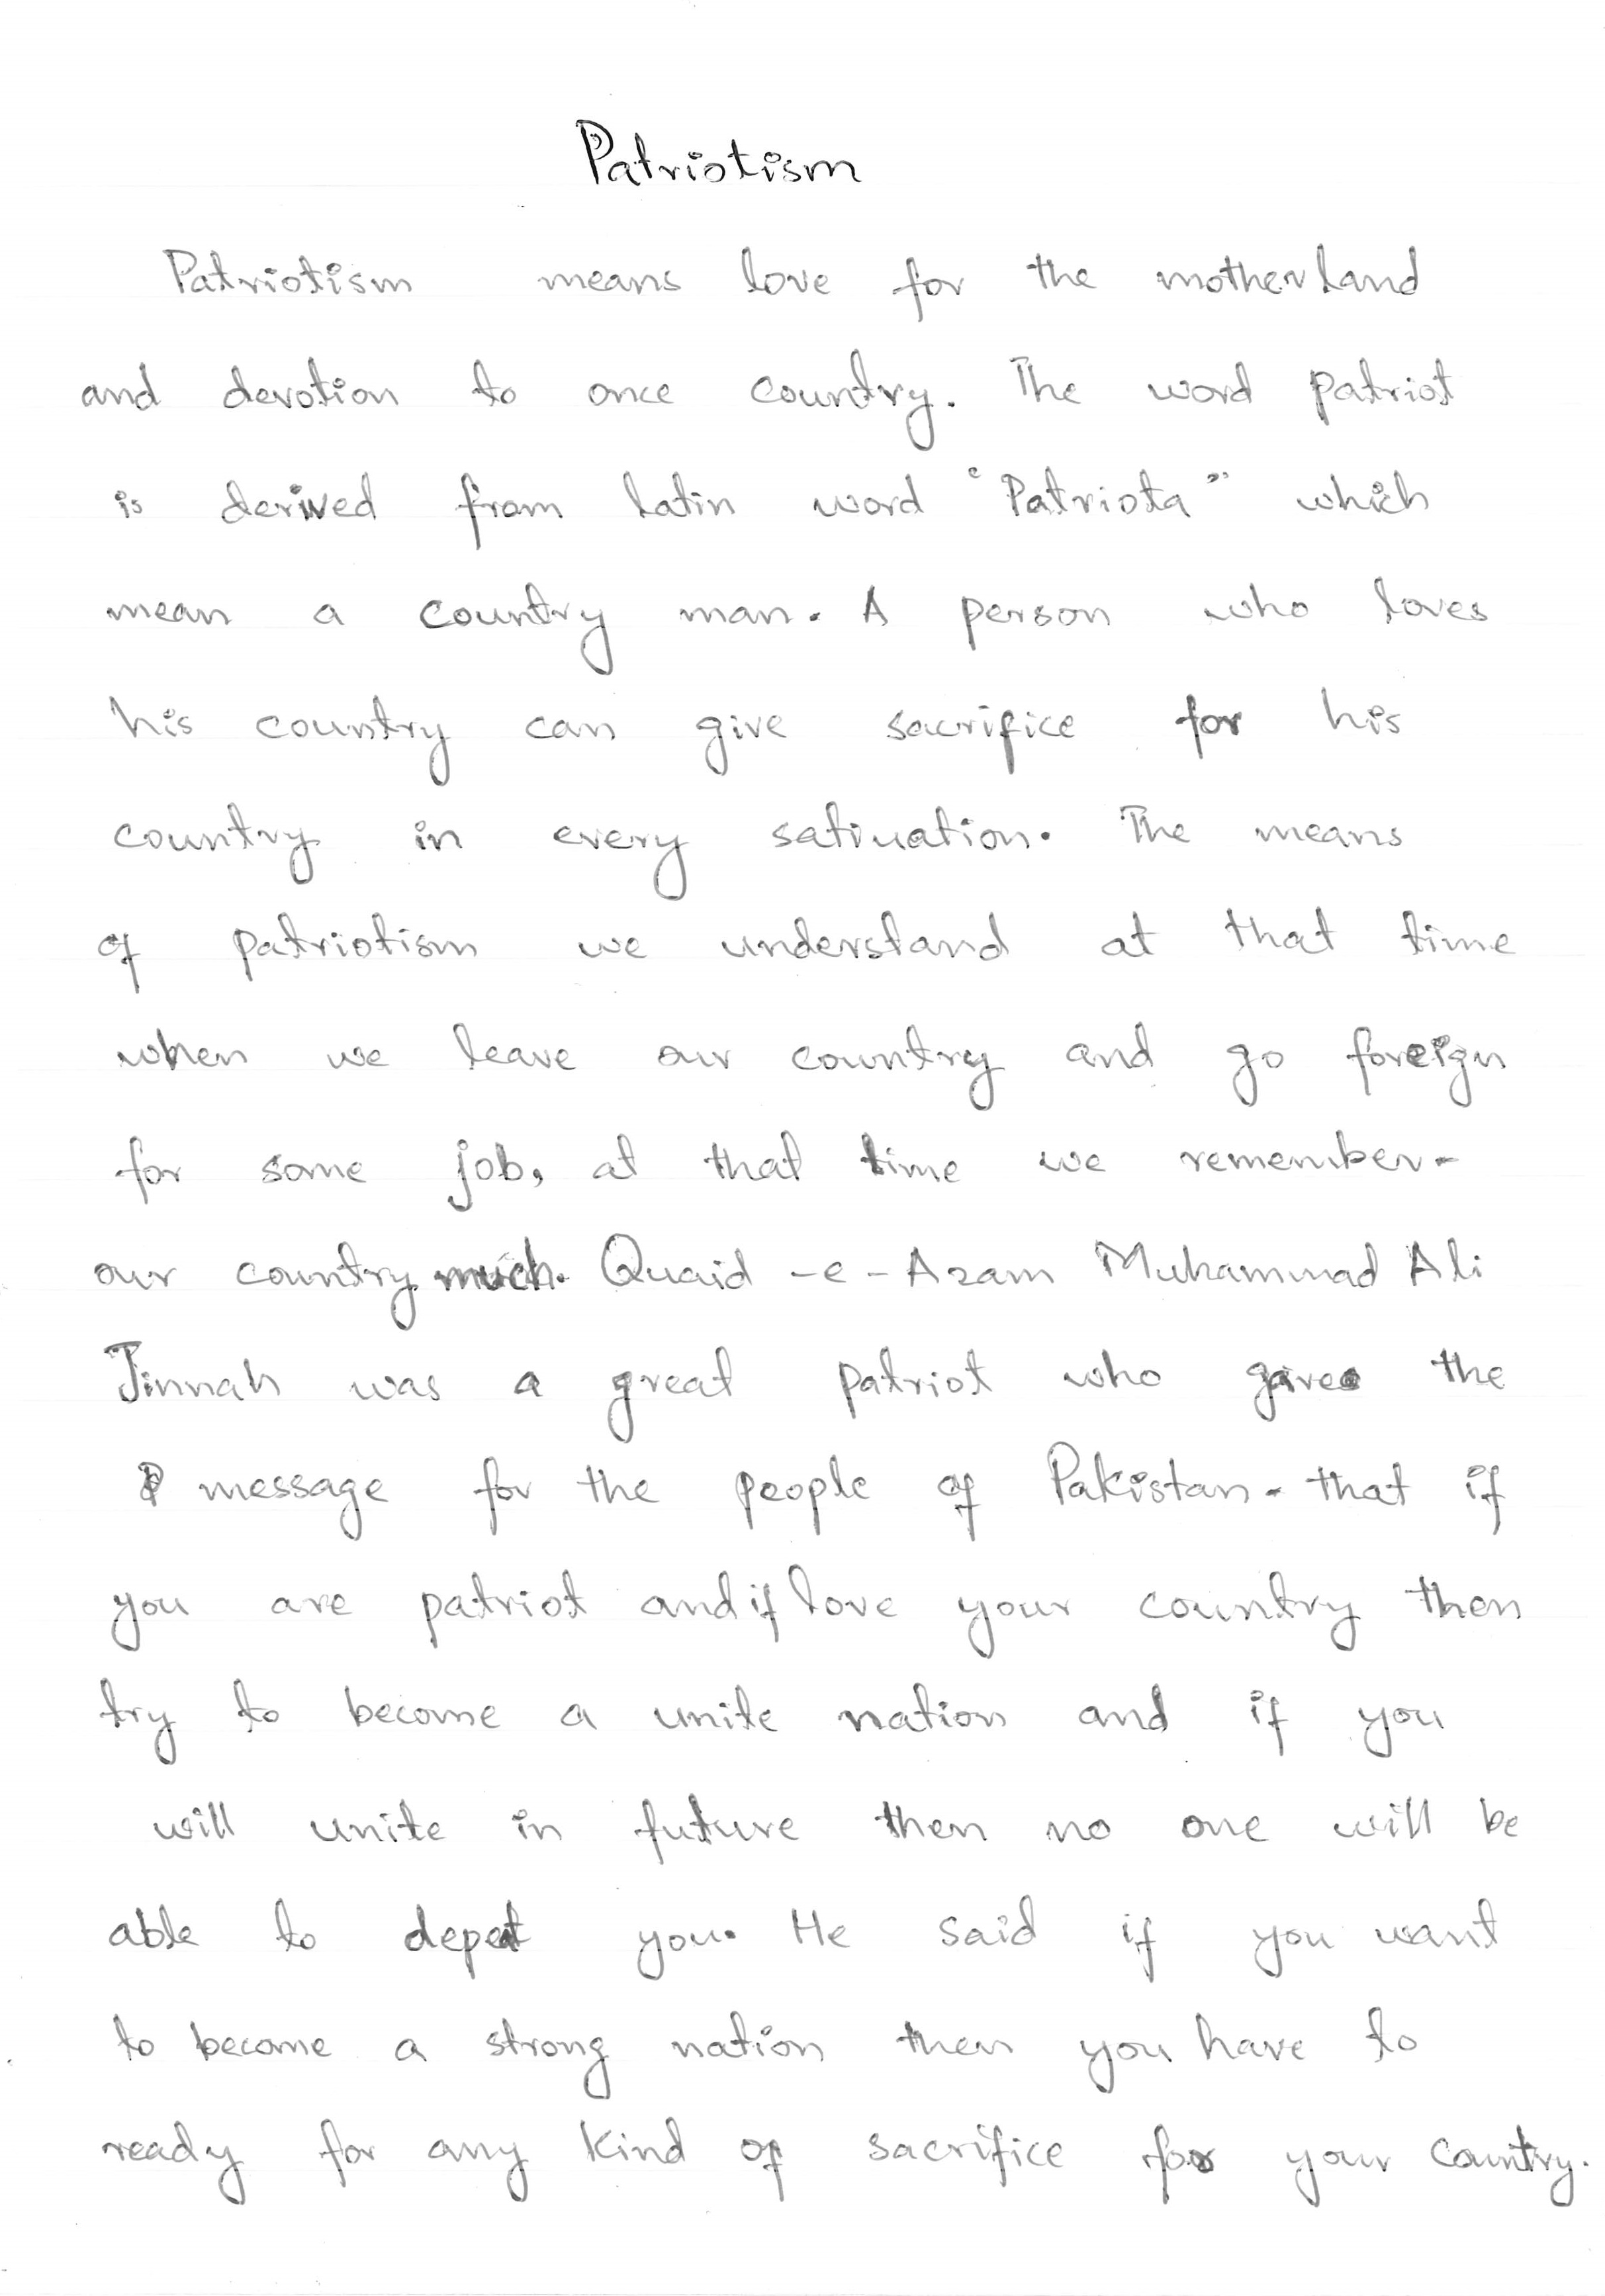 Patriotism
Patriotism means love for the motherland
and devotion to once country. The word patriot
is derived from latin word "Patriota" which
mean a country man. A person who loves
his country can give sacrifice for his
country in every satiuation. The means
of patriotism we understand at that time
when we leave our country and go foreign
for some job, at that time we remember-
our country much. Quaid-e-Azam Muhammad Ali
Jinnah was a great patriot who gives the
message for the people of Pakistan. that if
you are patriot and if love your country then
try to become a unite nation and if you
will unite in future then no one will be
able to depet you. He said if you want
to become a strong nation then you have to
ready for any kind of sacrifice for your country.